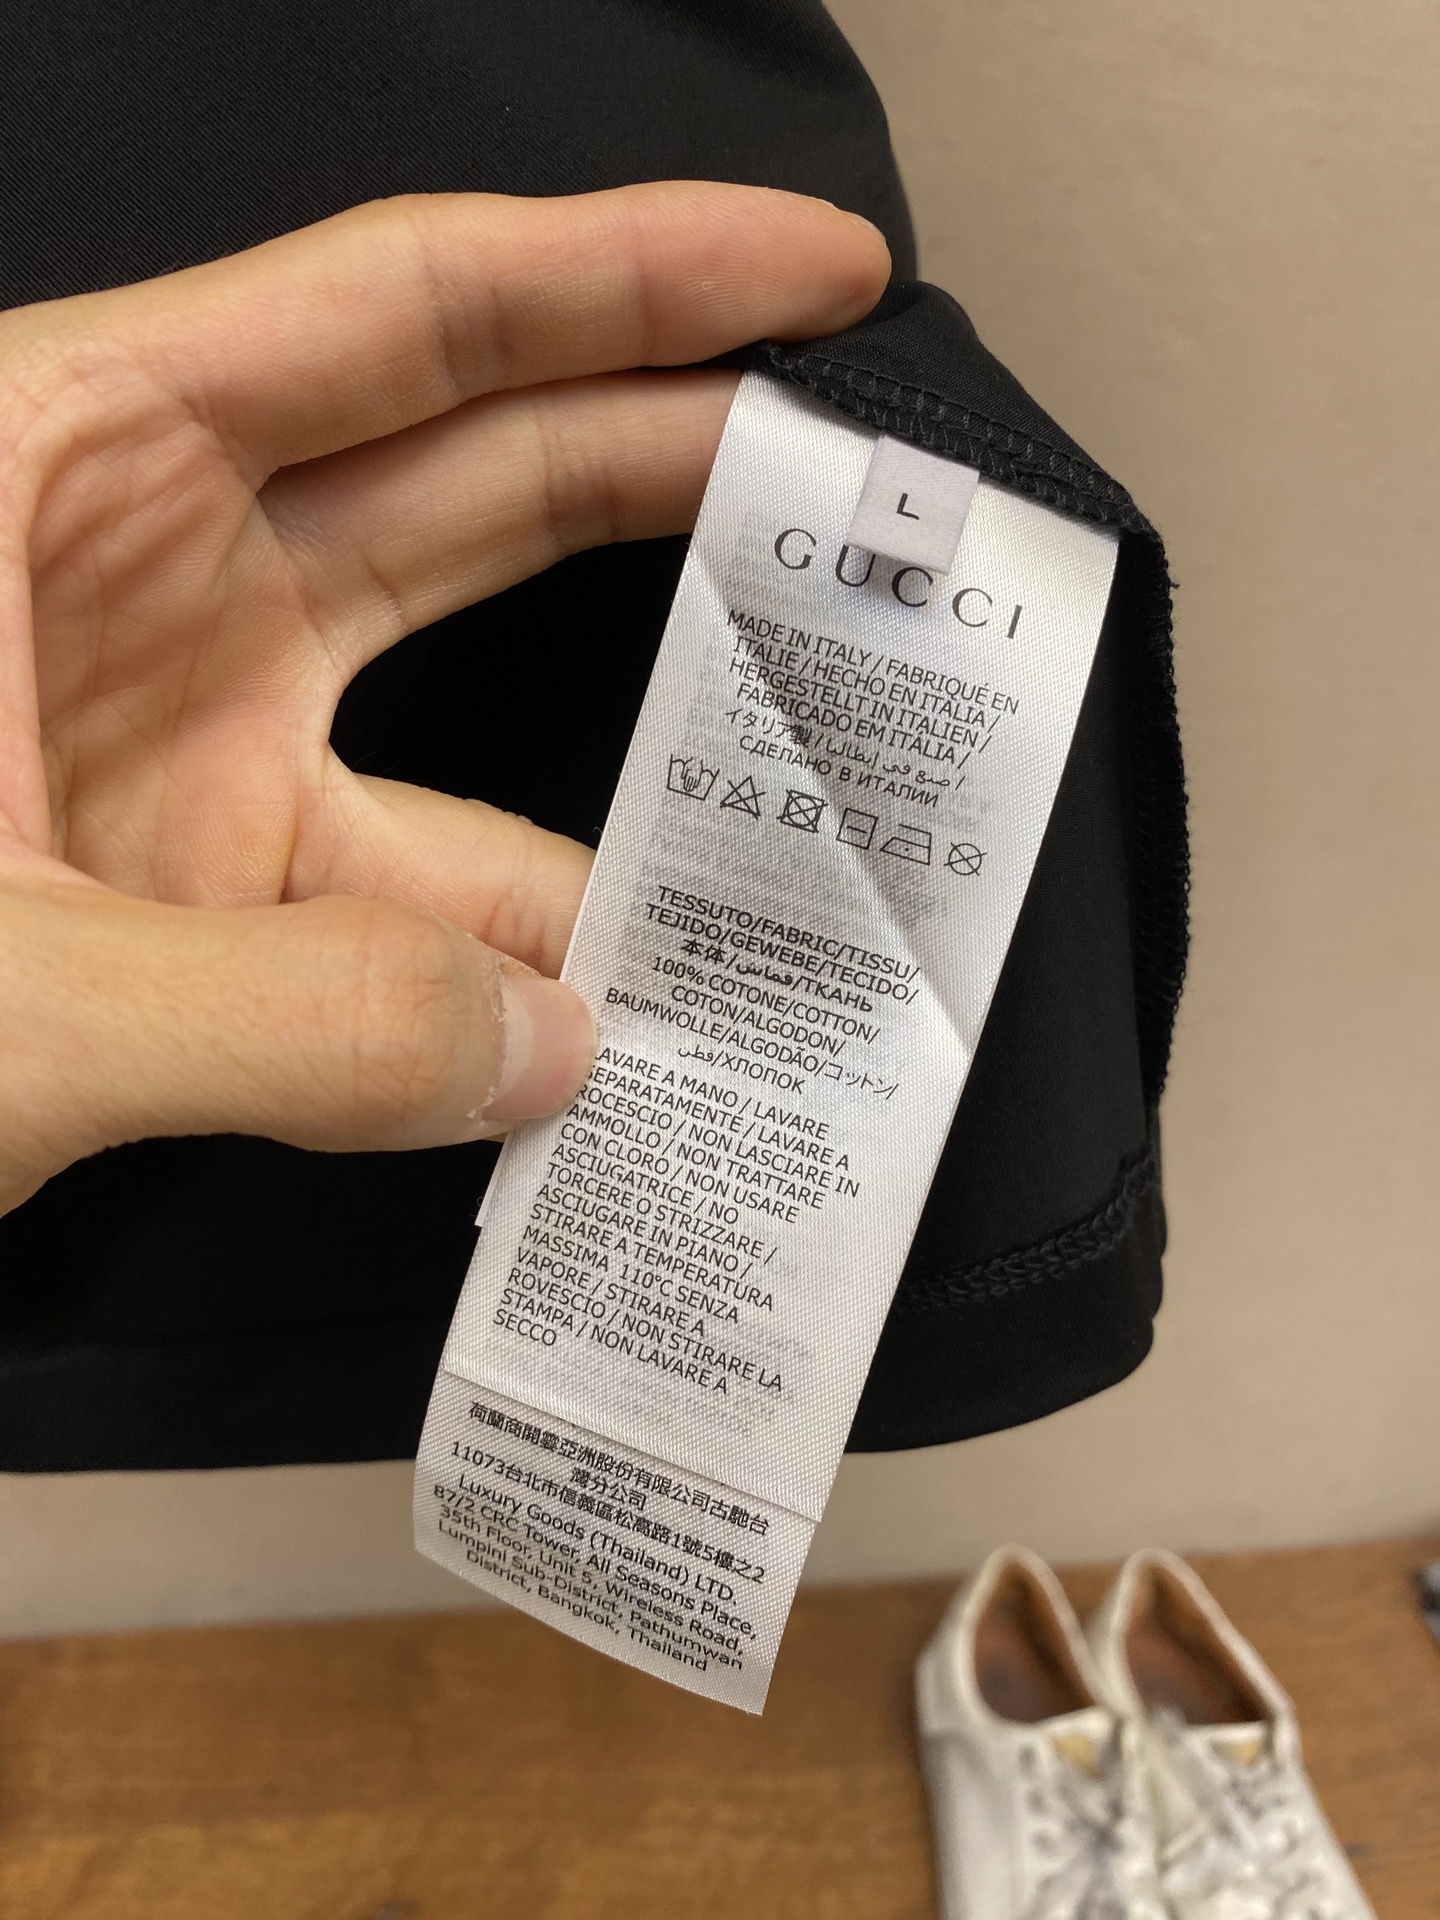 L
GUCCI
MADE IN ITALY / FABRIQUÉ EN
ITALIE / HECHO EN ITALIA /
HERGESTELLT IN ITALIEN /
FABRICADO EM ITÁLIA /
イタリア製 / صنع في إيطاليا /
СДЕЛАНО В ИТАЛИИ
TESSUTO/FABRIC/TISSU/
TEJIDO/GEWEBE/TECIDO/
本体/قماش/ТКАНЬ
100% COTONE/COTTON/
COTON/ALGODON/
BAUMWOLLE/ALGODÃO/コットン/
قطن/ХЛОПОК
LAVARE A MANO / LAVARE
SEPARATAMENTE / LAVARE A
ROCESCIO / NON LASCIARE IN
AMMOLLO / NON TRATTARE
CON CLORO / NON USARE
ASCIUGATRICE / NO
TORCERE O STRIZZARE /
ASCIUGARE IN PIANO /
STIRARE A TEMPERATURA
MASSIMA 110°C SENZA
VAPORE / STIRARE A
ROVESCIO / NON STIRARE LA
STAMPA / NON LAVARE A
SECCO
荷蘭商開雲亞洲股份有限公司古馳台
灣分公司
11073台北市信義區松高路1號5樓之2
Luxury Goods (Thailand) LTD.
87/2 CRC Tower, All Seasons Place,
35th Floor, Unit 5, Wireless Road,
Lumpini Sub-District, Pathumwan
District, Bangkok, Thailand